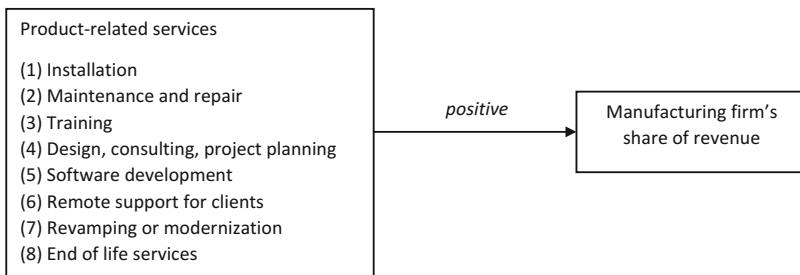 Product-related services
(1) Installation
(2) Maintenance and repair
(3) Training
(4) Design, consulting, project planning
(5) Software development
(6) Remote support for clients
(7) Revamping or modernization
(8) End of life services
positive
Manufacturing firm’s
share of revenue